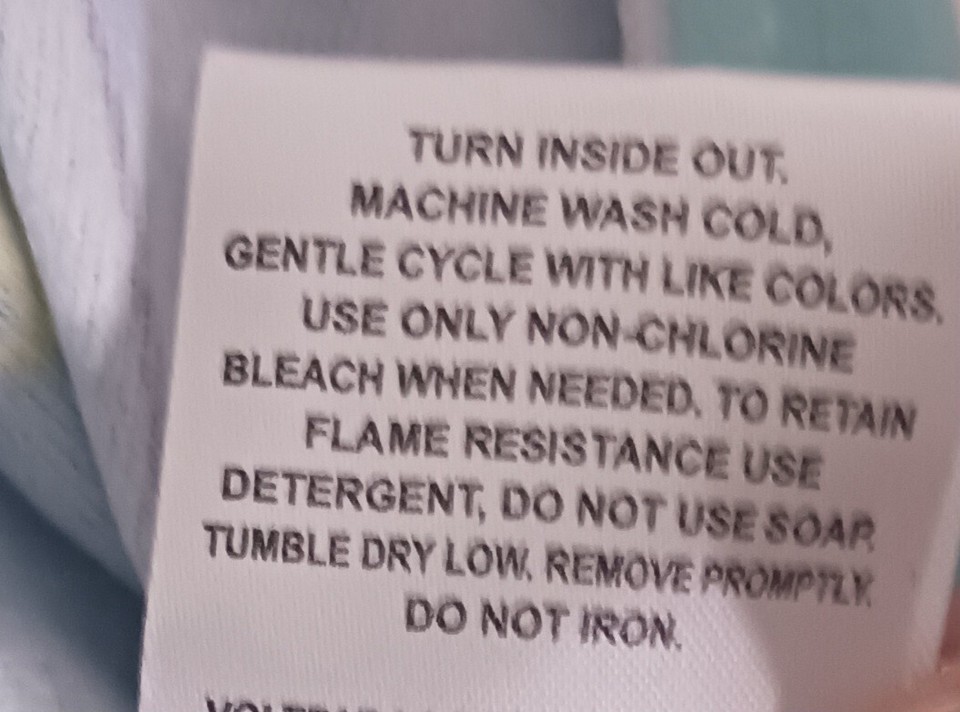 TURN INSIDE OUT.
MACHINE WASH COLD,
GENTLE CYCLE WITH LIKE COLORS.
USE ONLY NON-CHLORINE
BLEACH WHEN NEEDED. TO RETAIN
FLAME RESISTANCE USE
DETERGENT, DO NOT USE SOAP.
TUMBLE DRY LOW. REMOVE PROMPTLY.
DO NOT IRON.